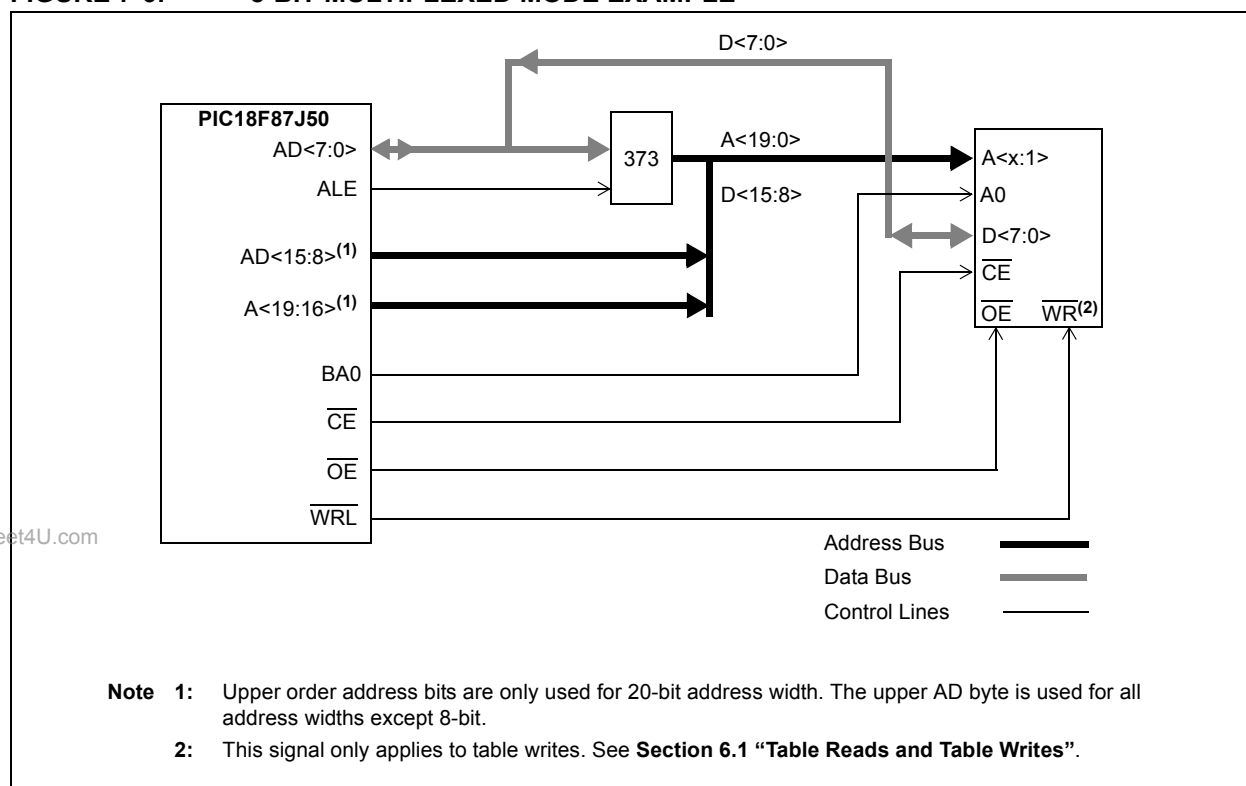 D<7:0>
PIC18F87J50
AD<7:0>
373
A<19:0>
A<x:1>
ALE
D<15:8>
A0
AD<15:8>(1)
D<7:0>
CE
A<19:16>(1)
OE WR(2)
BA0
CE
OE
WRL
eet4U.com
Address Bus
Data Bus
Control Lines
Note 1: Upper order address bits are only used for 20-bit address width. The upper AD byte is used for all
address widths except 8-bit.
2: This signal only applies to table writes. See Section 6.1 “Table Reads and Table Writes”.